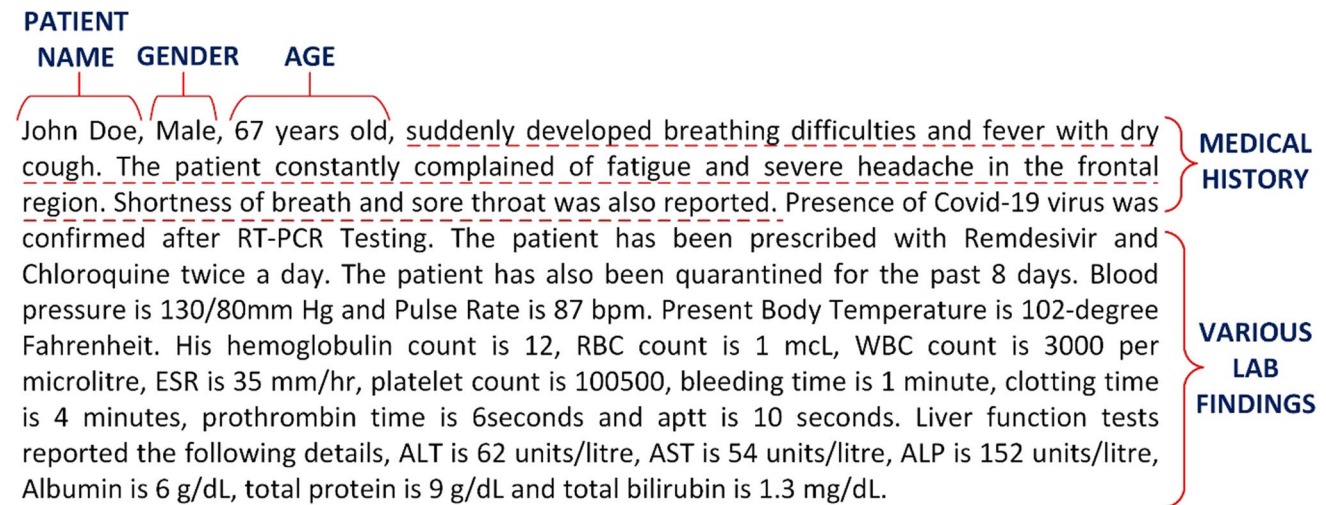 PATIENT
NAME GENDER AGE
John Doe, Male, 67 years old, suddenly developed breathing difficulties and fever with dry
cough. The patient constantly complained of fatigue and severe headache in the frontal
region. Shortness of breath and sore throat was also reported. Presence of Covid-19 virus was
MEDICAL
HISTORY
confirmed after RT-PCR Testing. The patient has been prescribed with Remdesivir and
Chloroquine twice a day. The patient has also been quarantined for the past 8 days. Blood
pressure is 130/80mm Hg and Pulse Rate is 87 bpm. Present Body Temperature is 102-degree
Fahrenheit. His hemoglobulin count is 12, RBC count is 1 mcL, WBC count is 3000 per
microlitre, ESR is 35 mm/hr, platelet count is 100500, bleeding time is 1 minute, clotting time
is 4 minutes, prothrombin time is 6seconds and aptt is 10 seconds. Liver function tests
reported the following details, ALT is 62 units/litre, AST is 54 units/litre, ALP is 152 units/litre,
Albumin is 6 g/dL, total protein is 9 g/dL and total bilirubin is 1.3 mg/dL.
VARIOUS
LAB
FINDINGS